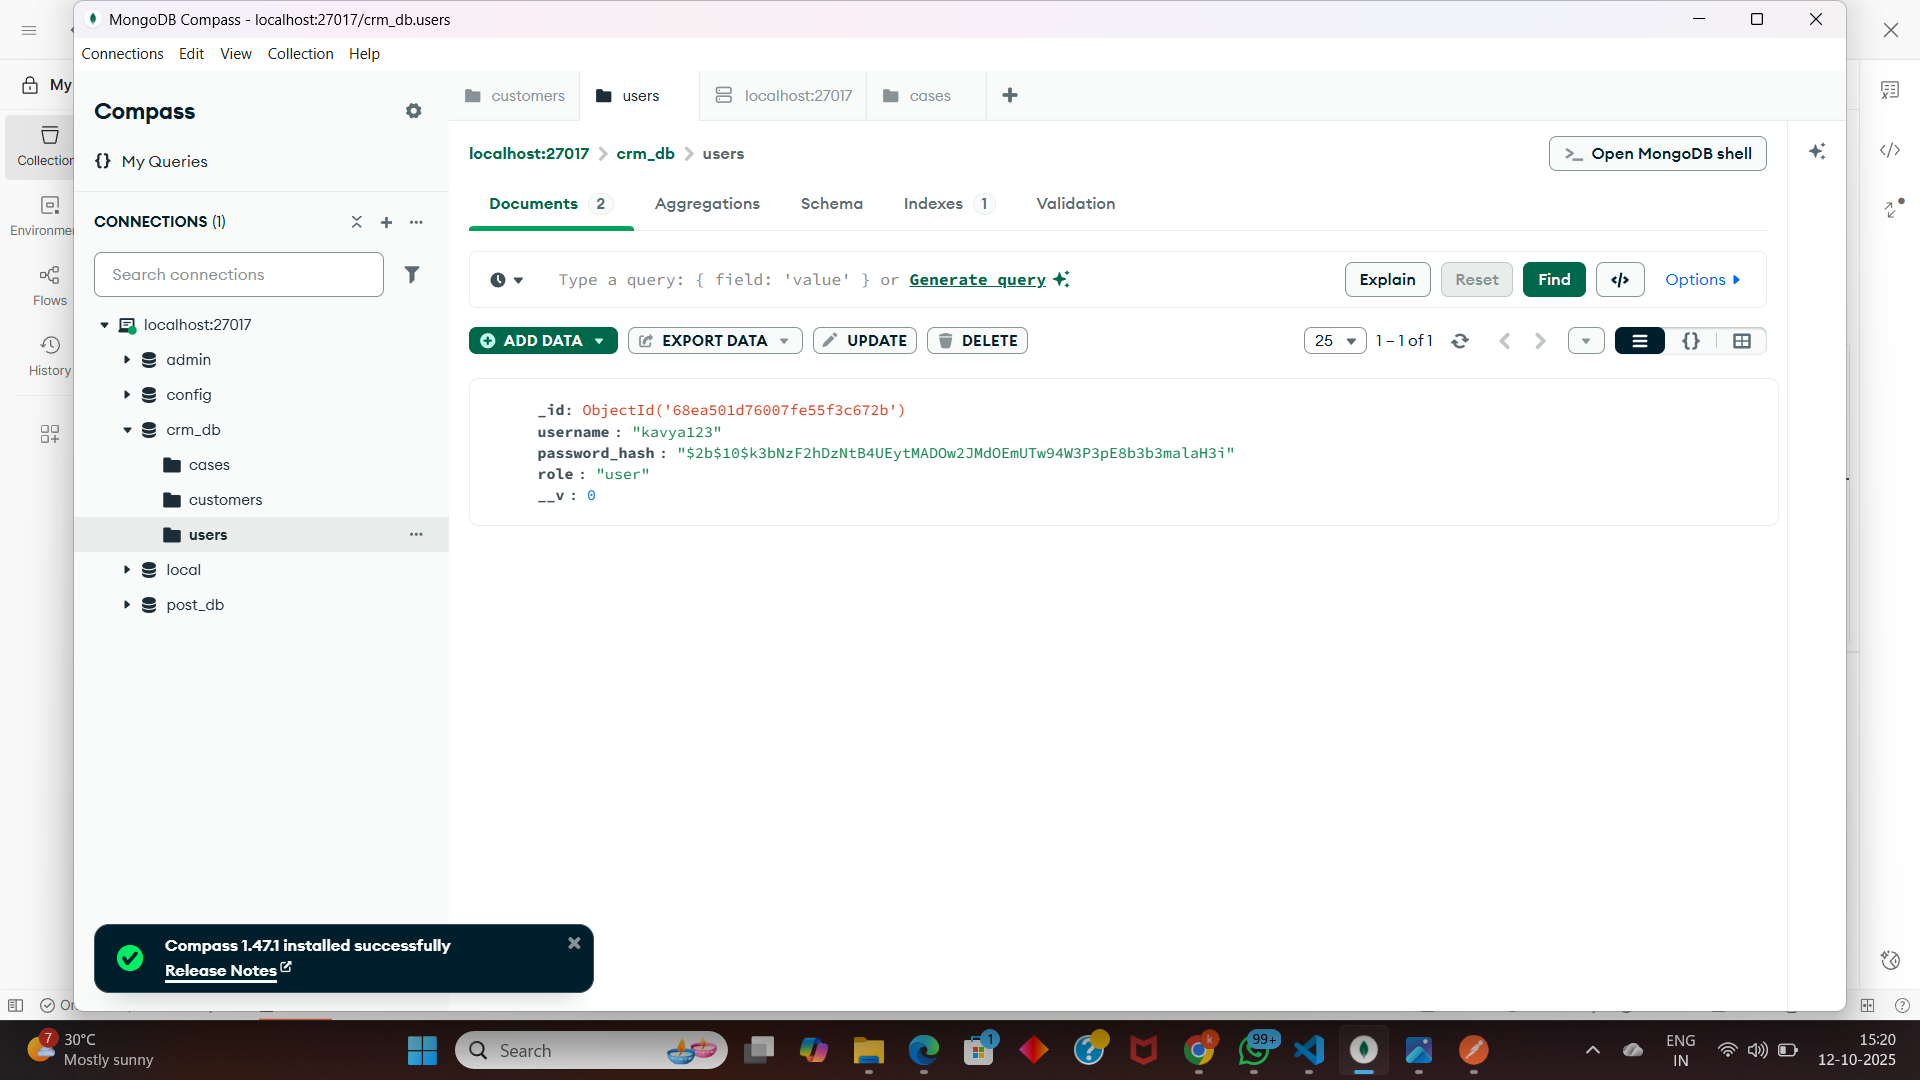 MongoDB Compass - localhost:27017/crm_db.users
Connections Edit View Collection Help
My
Collection
Environmen
Flows
History
Compass
{} My Queries
CONNECTIONS (1)
Search connections
localhost:27017
admin
config
crm_db
cases
customers
users
local
post_db
customers users localhost:27017 cases
localhost:27017 > crm_db > users
>_ Open MongoDB shell
Documents 2 Aggregations Schema Indexes 1 Validation
Type a query: { field: 'value' } or Generate query
Explain Reset Find </> Options
ADD DATA EXPORT DATA UPDATE DELETE
25 1 – 1 of 1
_id: ObjectId('68ea501d76007fe55f3c672b')
username : "kavya123"
password_hash : "$2b$10$k3bNzF2hDzNtB4UEytMADOw2JMdOEmUTw94W3P3pE8b3b3malaH3i"
role : "user"
__v : 0
Compass 1.47.1 installed successfully
Release Notes
7
30°C
Mostly sunny
Search
1
k
99+
ENG
IN
15:20
12-10-2025